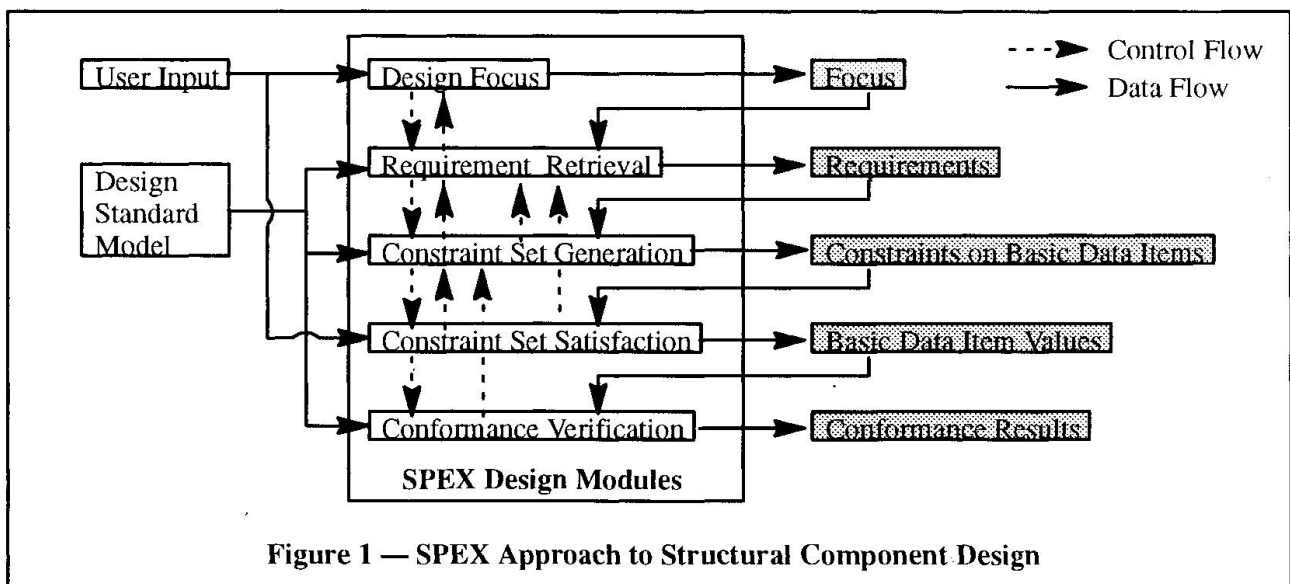 User Input
Design Focus
Focus
Control Flow
Data Flow
Design
Standard
Model
Requirement Retrieval
Requirements
Constraint Set Generation
Constraints on Basic Data Items
Constraint Set Satisfaction
Basic Data Item Values
Conformance Verification
Conformance Results
SPEX Design Modules
Figure 1 — SPEX Approach to Structural Component Design